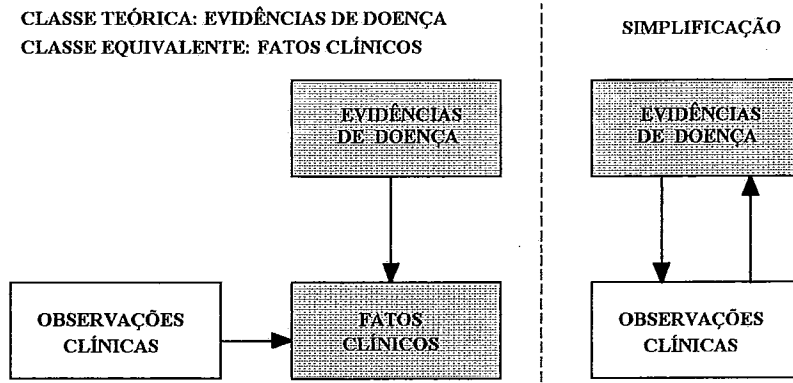 CLASSE TEÓRICA: EVIDÊNCIAS DE DOENÇA
CLASSE EQUIVALENTE: FATOS CLÍNICOS
EVIDÊNCIAS
DE DOENÇA
OBSERVAÇÕES
CLÍNICAS
FATOS
CLÍNICOS
SIMPLIFICAÇÃO
EVIDÊNCIAS
DE DOENÇA
OBSERVAÇÕES
CLÍNICAS